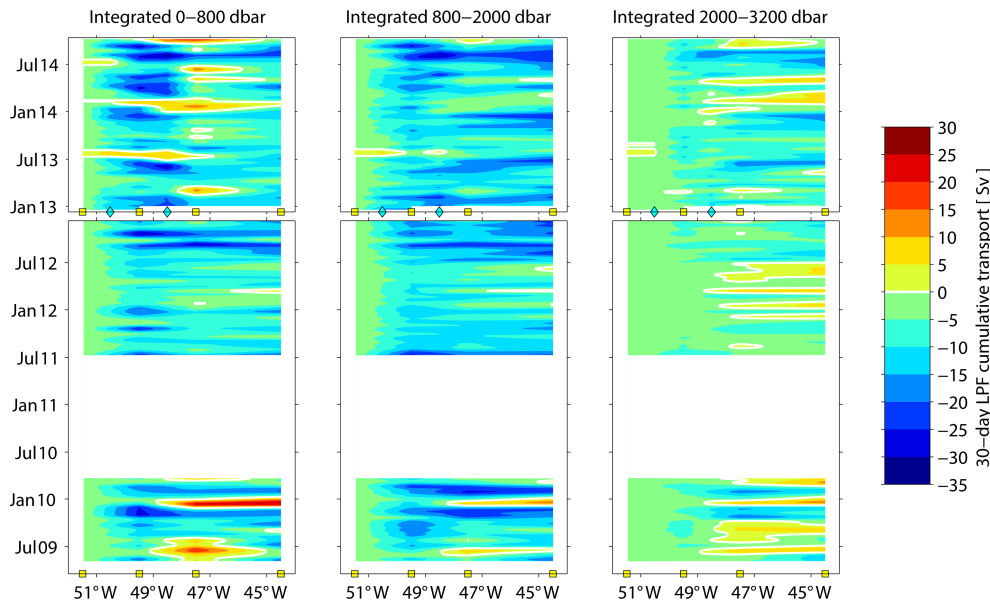 Integrated 0−800 dbar Integrated 800−2000 dbar Integrated 2000−3200 dbar
Jul14
Jan14
Jul13
Jan13
Jul12
Jan12
Jul11
Jan11
Jul10
Jan10
Jul09
51°W 49°W 47°W 45°W 51°W 49°W 47°W 45°W 51°W 49°W 47°W 45°W
30
25
20
15
10
5
0
−5
−10
−15
−20
−25
−30
−35
30−day LPF cumulative transport [ Sv]